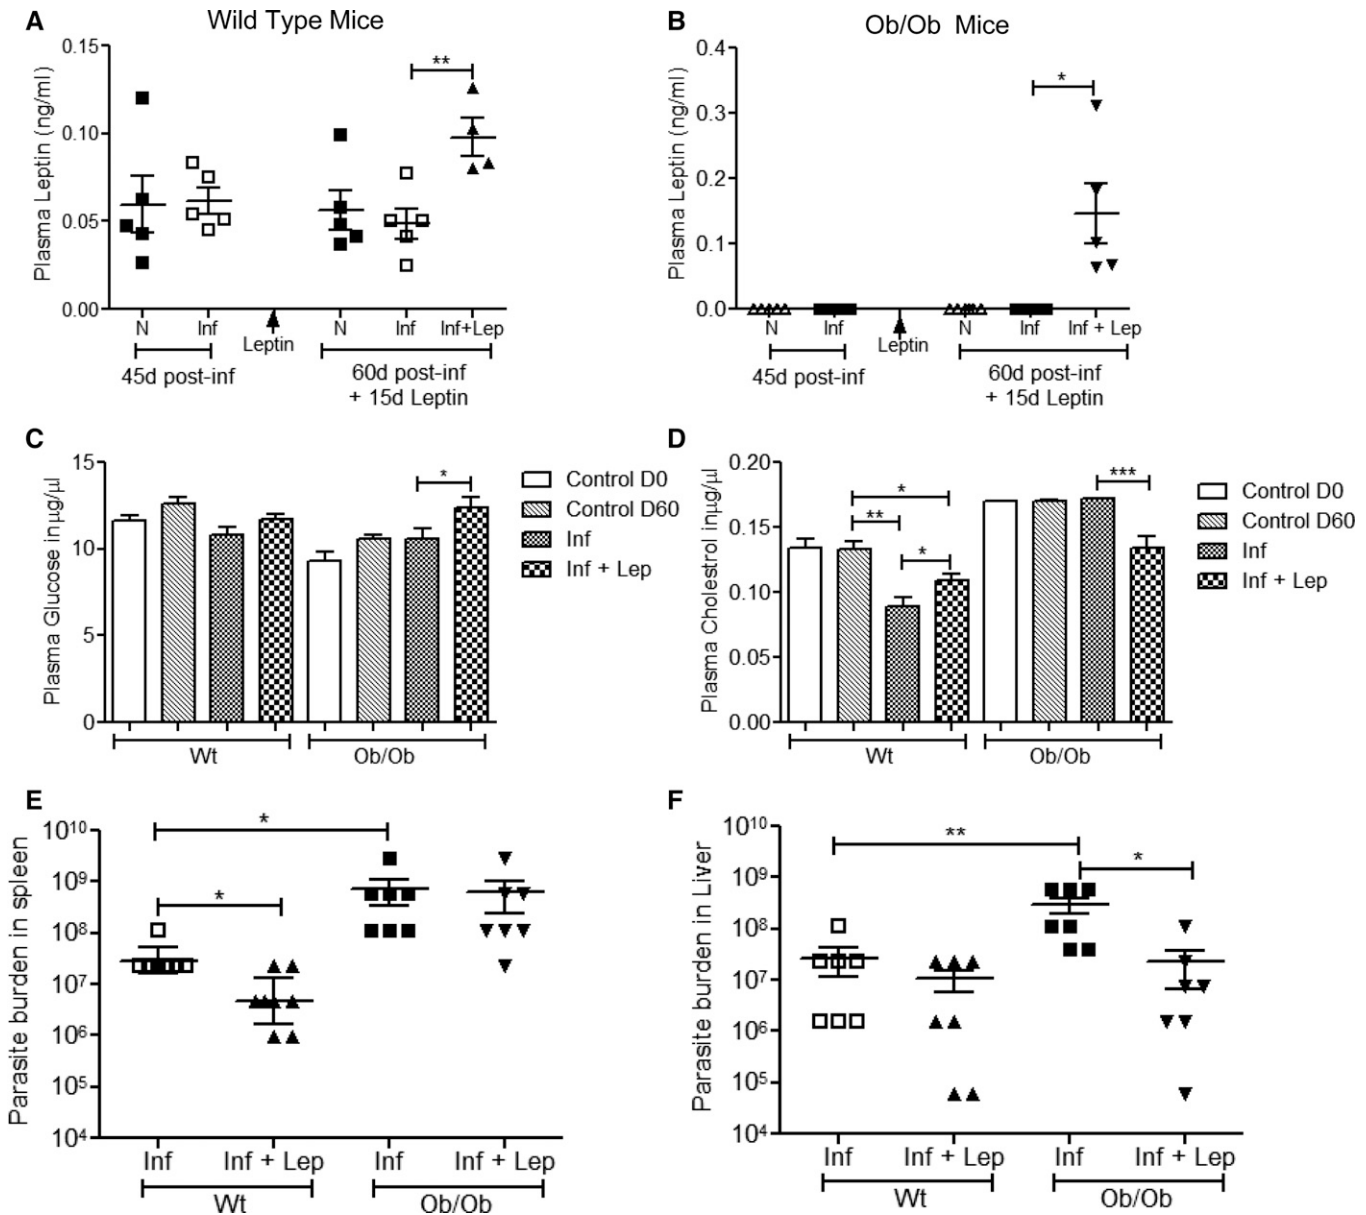 A
Wild Type Mice
Plasma Leptin (ng/ml)
0.15
0.10
0.05
0.00
**
N
Inf
Leptin
N
Inf
Inf+Lep
45d post-inf
60d post-inf
+ 15d Leptin
B
Ob/Ob Mice
Plasma Leptin (ng/ml)
0.4
0.3
0.2
0.1
0.0
*
N
Inf
Leptin
N
Inf
Inf + Lep
45d post-inf
60d post-inf
+ 15d Leptin
C
Plasma Glucose inµg/µl
15
10
5
0
*
Wt
Ob/Ob
Control D0
Control D60
Inf
Inf + Lep
D
Plasma Cholestrol inµg/µl
0.20
0.15
0.10
0.05
0.00
*
**
*
***
Wt
Ob/Ob
Control D0
Control D60
Inf
Inf + Lep
E
Parasite burden in spleen
10¹⁰
10⁹
10⁸
10⁷
10⁶
10⁵
10⁴
*
*
Inf
Inf + Lep
Inf
Inf + Lep
Wt
Ob/Ob
F
Parasite burden in Liver
10¹⁰
10⁹
10⁸
10⁷
10⁶
10⁵
10⁴
**
*
Inf
Inf + Lep
Inf
Inf + Lep
Wt
Ob/Ob